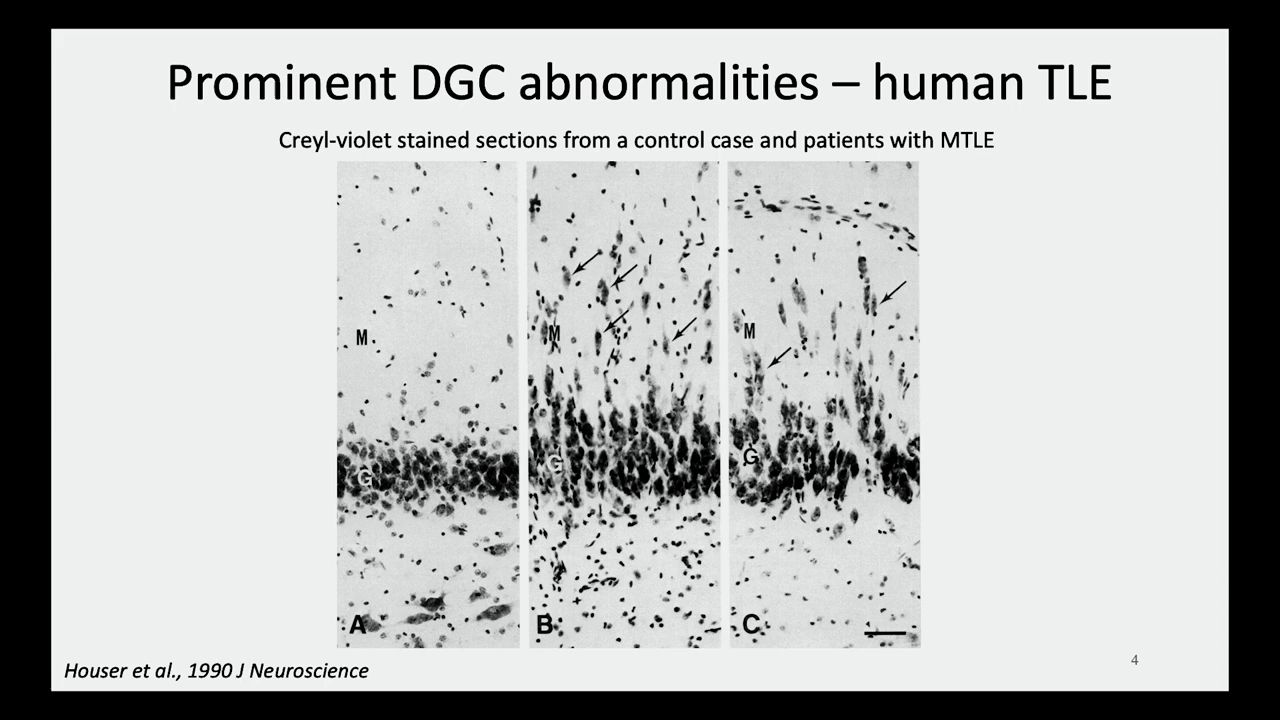 Prominent DGC abnormalities – human TLE
Creyl-violet stained sections from a control case and patients with MTLE
M
M
M
G
G
G
A
B
C
Houser et al., 1990 J Neuroscience
4